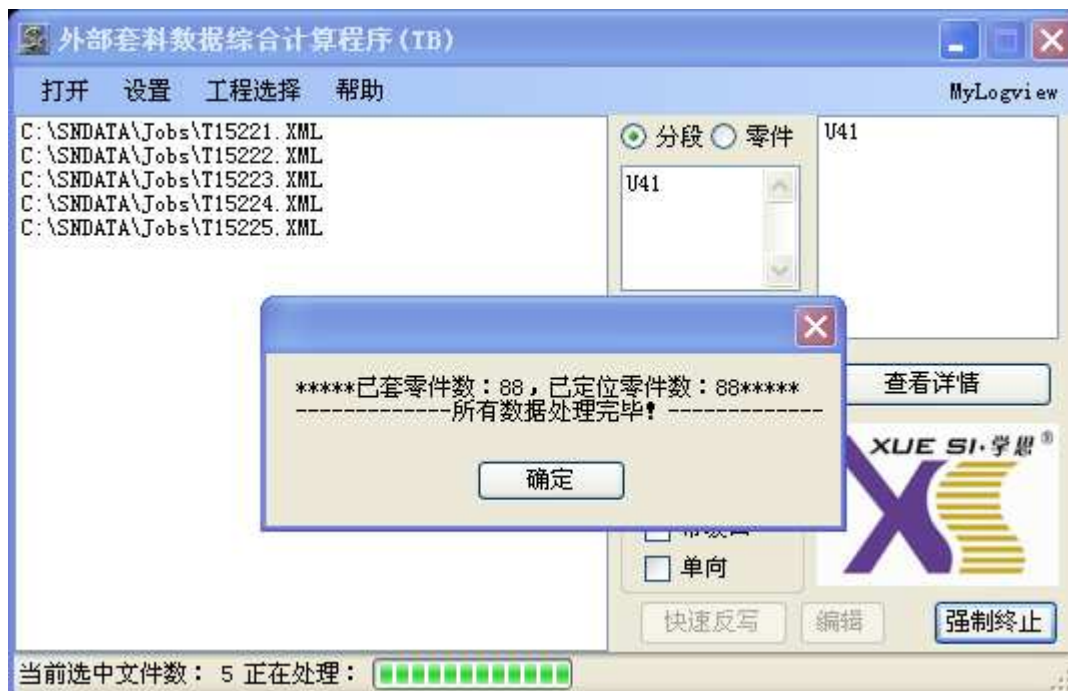 外部套料数据综合计算程序(TB)
打开 设置 工程选择 帮助 MyLogview
C:\SNDATA\Jobs\T15221.XML
C:\SNDATA\Jobs\T15222.XML
C:\SNDATA\Jobs\T15223.XML
C:\SNDATA\Jobs\T15224.XML
C:\SNDATA\Jobs\T15225.XML
分段 零件
U41
U41
*****已套零件数:88,已定位零件数:88*****
-------------所有数据处理完毕! -------------
确定
查看详情
XUE SI·学思®
单向
快速反写 编辑 强制终止
当前选中文件数: 5 正在处理: